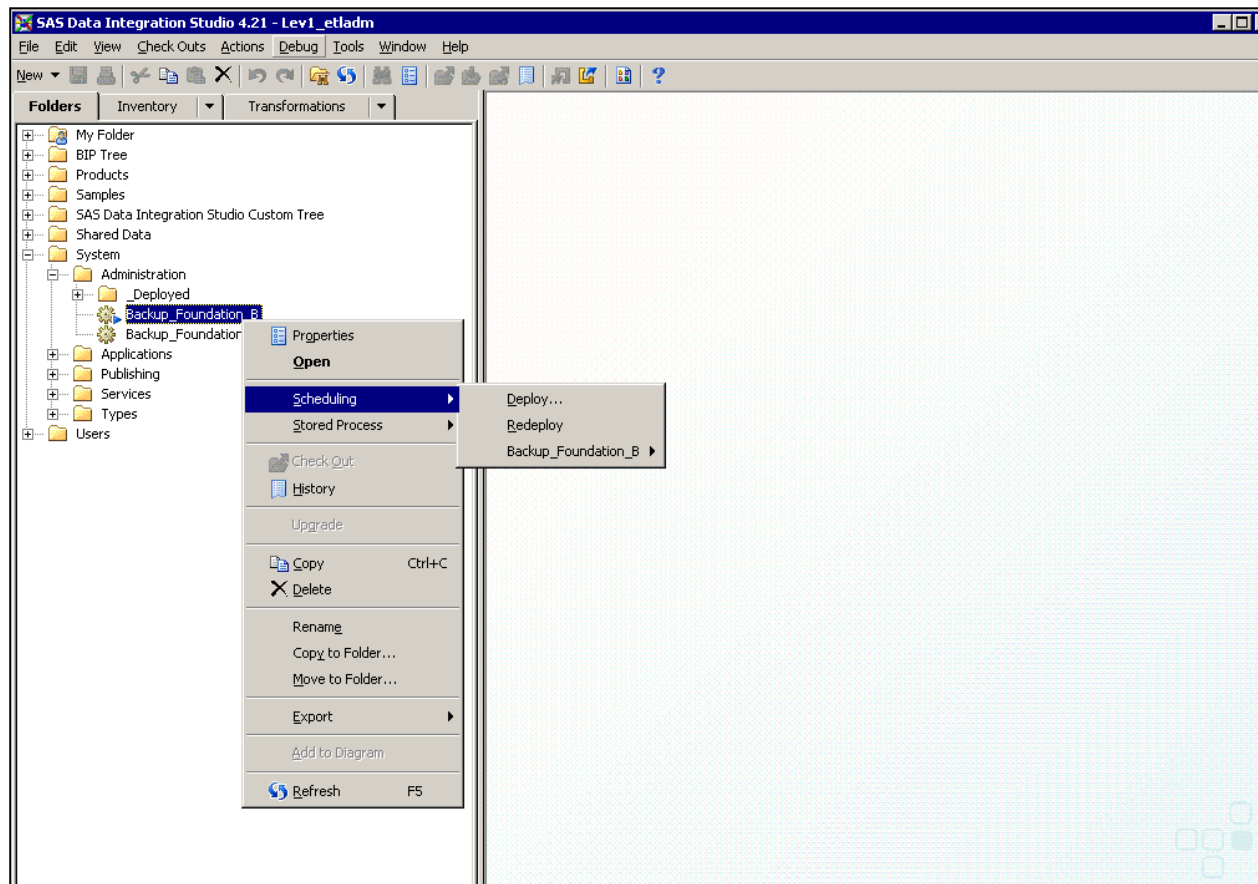 SAS Data Integration Studio 4.21 - Lev1_etladm
File Edit View Check Outs Actions Debug Tools Window Help
New
Folders Inventory Transformations
My Folder
BIP Tree
Products
Samples
SAS Data Integration Studio Custom Tree
Shared Data
System
Administration
_Deployed
Backup_Foundation_B
Backup_Foundation
Applications
Publishing
Services
Types
Users
Properties
Open
Scheduling
Stored Process
Check Out
History
Upgrade
Copy Ctrl+C
Delete
Rename
Copy to Folder...
Move to Folder...
Export
Add to Diagram
Refresh F5
Deploy...
Redeploy
Backup_Foundation_B